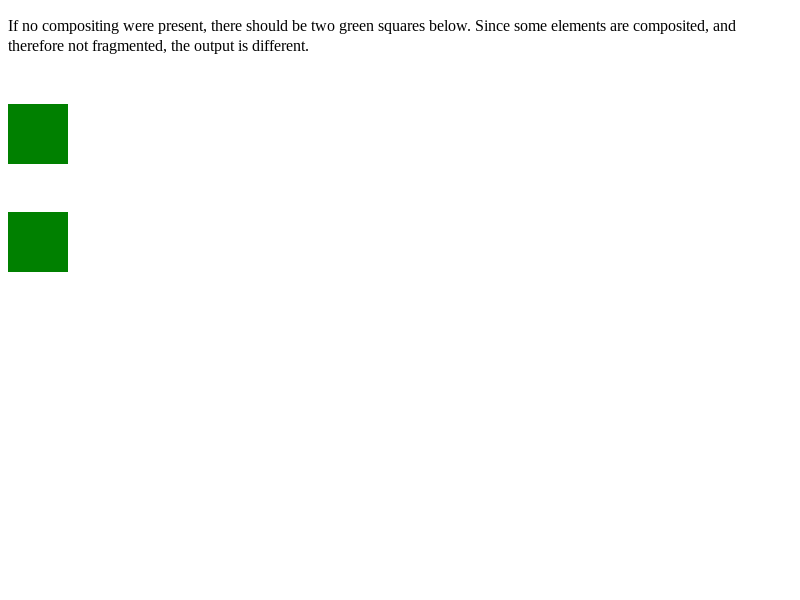 If no compositing were present, there should be two green squares below. Since some elements are composited, and
therefore not fragmented, the output is different.